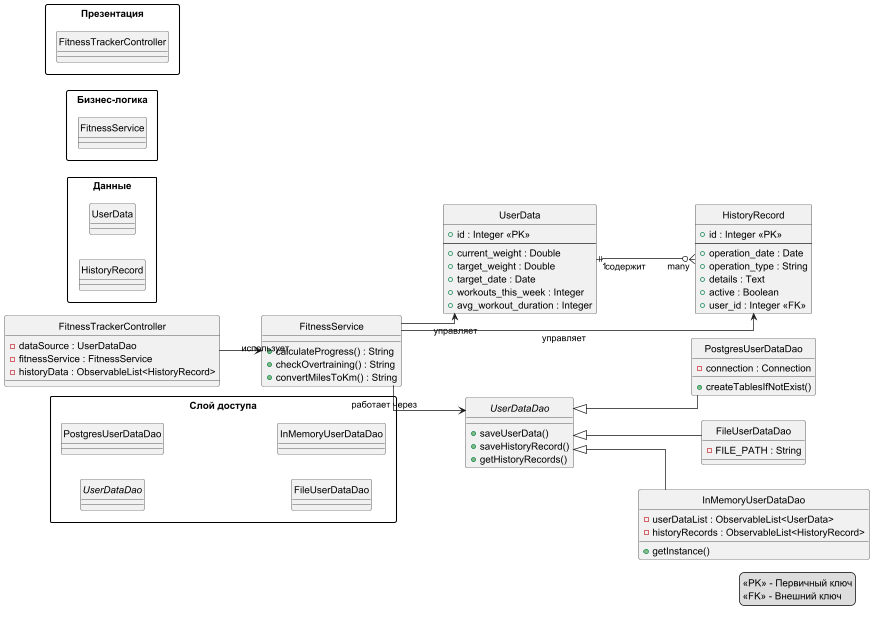 Презентация
FitnessTrackerController
Бизнес-логика
FitnessService
Данные
UserData
HistoryRecord
UserData
id : Integer «PK»
current_weight : Double
target_weight : Double
target_date : Date
workouts_this_week : Integer
avg_workout_duration : Integer
1
содержит
many
HistoryRecord
id : Integer «PK»
operation_date : Date
operation_type : String
details : Text
active : Boolean
user_id : Integer «FK»
FitnessTrackerController
dataSource : UserDataDao
fitnessService : FitnessService
historyData : ObservableList<HistoryRecord>
использует
FitnessService
calculateProgress() : String
checkOvertraining() : String
convertMilesToKm() : String
управляет
управляет
работает через
Слой доступа
PostgresUserDataDao
InMemoryUserDataDao
UserDataDao
FileUserDataDao
UserDataDao
saveUserData()
saveHistoryRecord()
getHistoryRecords()
PostgresUserDataDao
connection : Connection
createTablesIfNotExist()
FileUserDataDao
FILE_PATH : String
InMemoryUserDataDao
userDataList : ObservableList<UserData>
historyRecords : ObservableList<HistoryRecord>
getInstance()
«PK» - Первичный ключ
«FK» - Внешний ключ